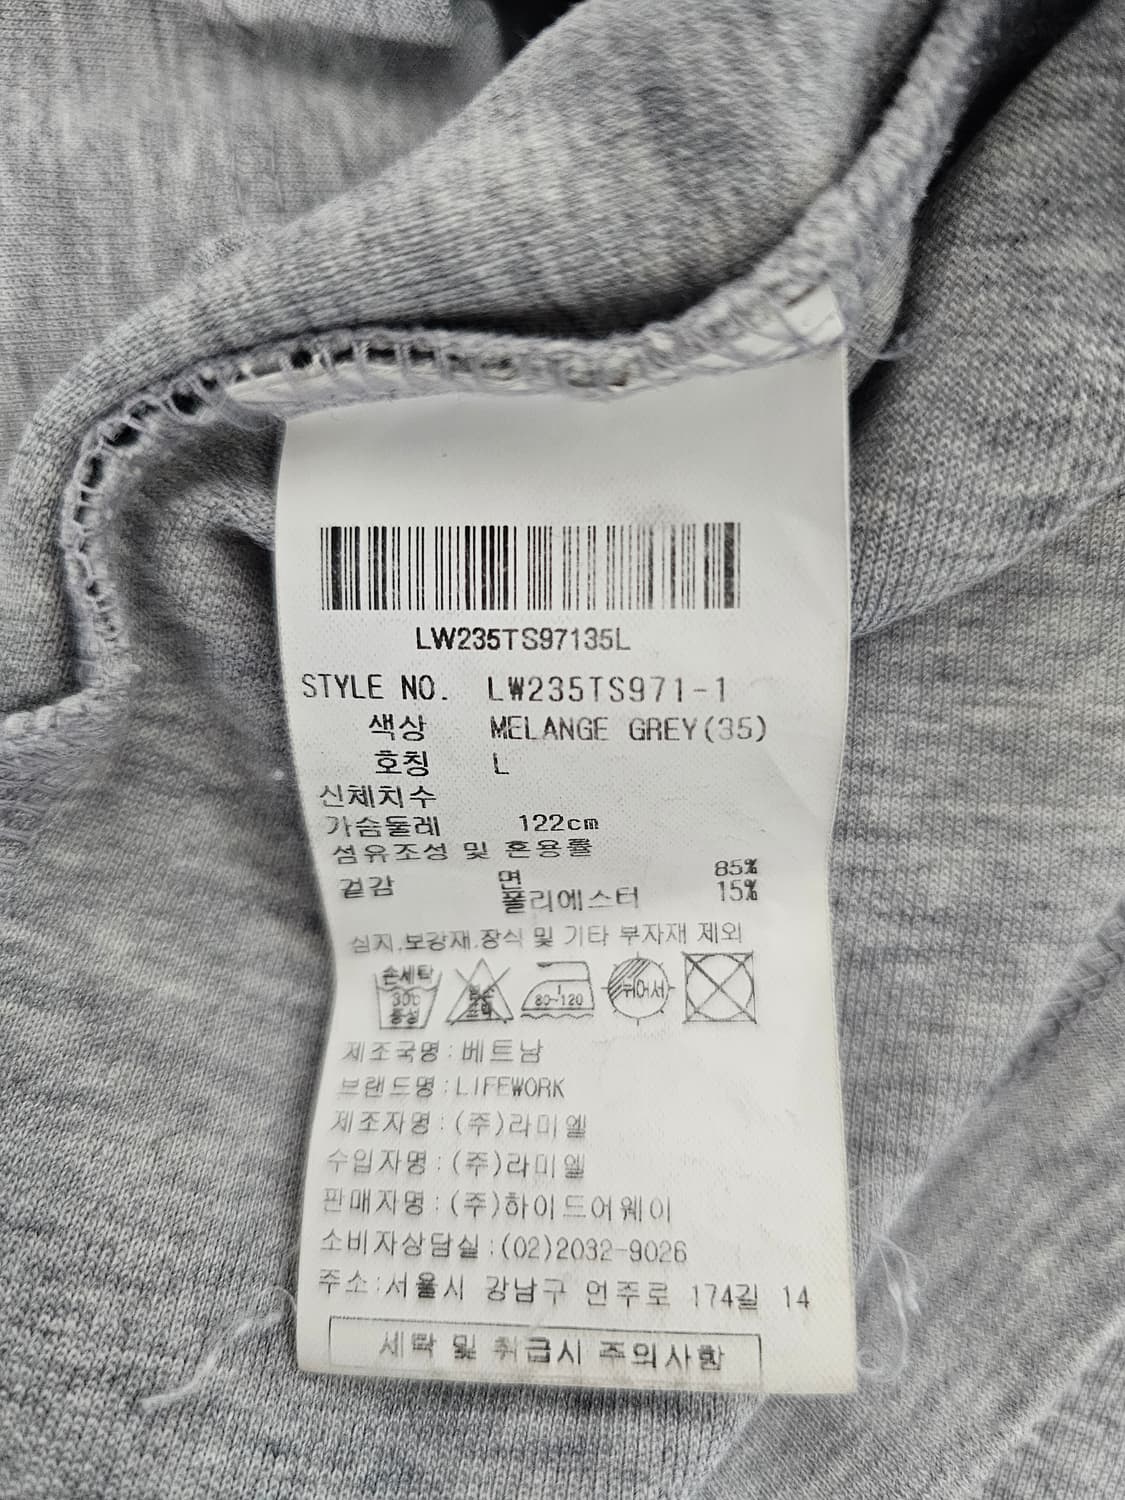 LW235TS97135L
STYLE NO. LW235TS971-1
색상 MELANGE GREY(35)
호칭 L
신체치수
가슴둘레 122cm
섬유조성 및 혼용률
겉감 면 85%
폴리에스터 15%
심지,보강재,장식 및 기타 부자재 제외
손세탁 30℃ 중성 80~120 뉘어서
제조국명:베트남
브랜드명:LIFEWORK
제조자명:(주)라미엘
수입자명:(주)라미엘
판매자명:(주)하이드어웨이
소비자상담실:(02)2032-9026
주소:서울시 강남구 언주로 174길 14
세탁 및 취급시 주의사항